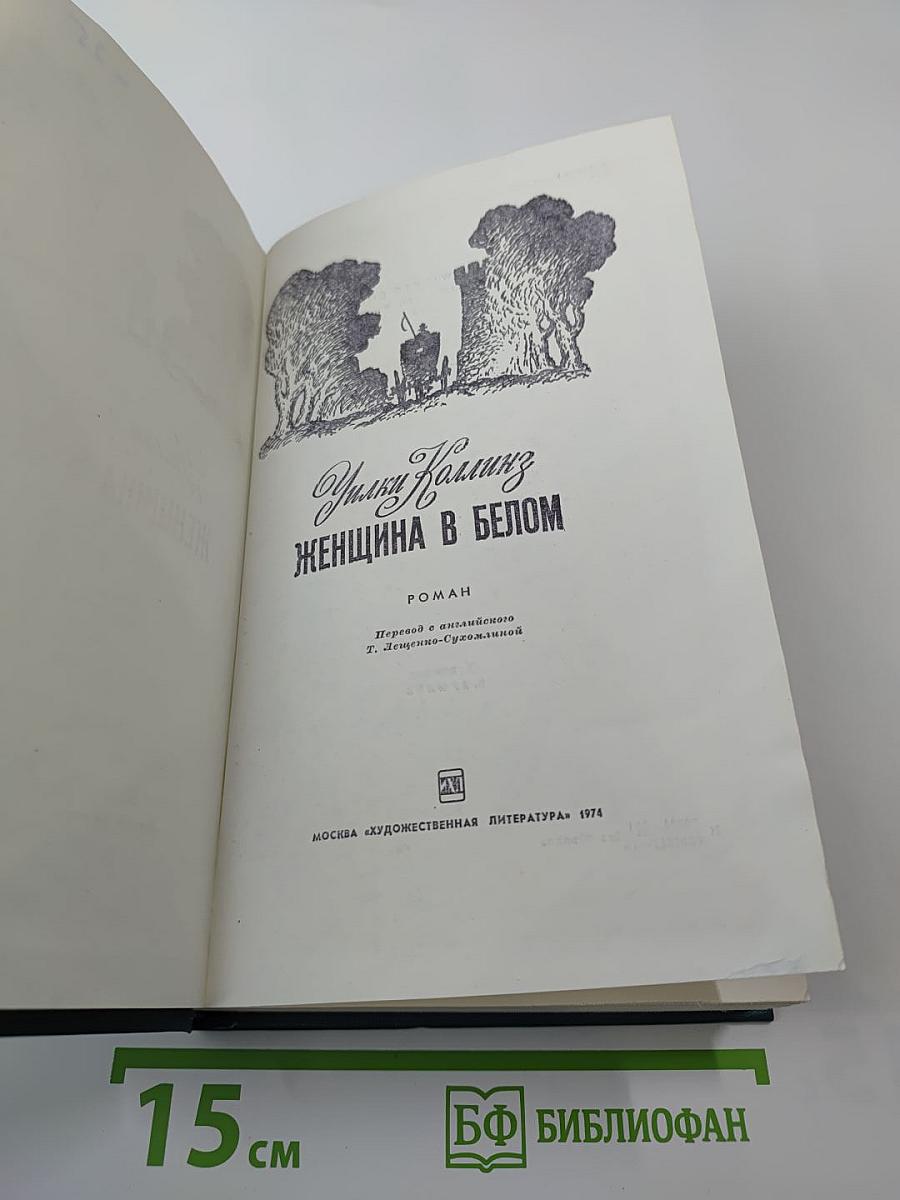 Уилки Коллинз
ЖЕНЩИНА В БЕЛОМ
РОМАН
Перевод с английского
Т. Лещенко-Сухомлиной
МОСКВА «ХУДОЖЕСТВЕННАЯ ЛИТЕРАТУРА» 1974
15 см
БФ БИБЛИОФАН